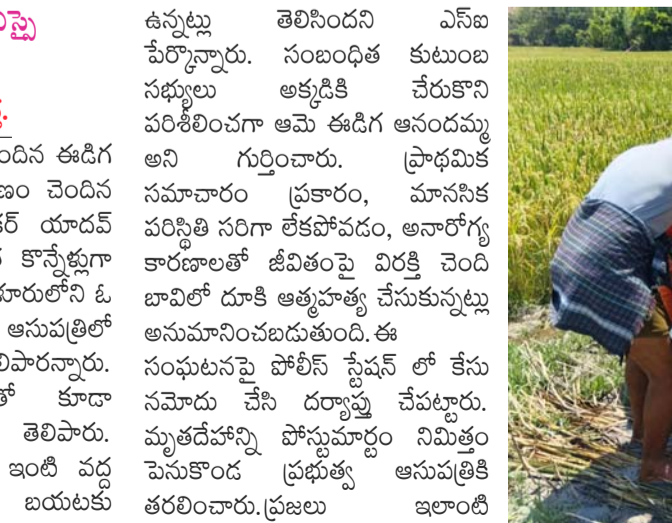 ందిన ఈడిగ
ణం చెందిన
కర్ యాదవ్
కొన్నేళ్లుగా
ళూరులోని ఓ
ఆసుపత్రిలో
లిపారన్నారు.
తో కూడా
తెలిపారు.
ఇంటి వద్ద
బయటకు
ఉన్నట్లు తెలిసిందని ఎస్ఐ
పేర్కొన్నారు. సంబంధిత కుటుంబ
సభ్యులు అక్కడికి చేరుకొని
పరిశీలించగా ఆమె ఈడిగ ఆనందమ్మ
అని గుర్తించారు. ప్రాథమిక
సమాచారం ప్రకారం, మానసిక
పరిస్థితి సరిగా లేకపోవడం, అనారోగ్య
కారణాలతో జీవితంపై విరక్తి చెంది
బావిలో దూకి ఆత్మహత్య చేసుకున్నట్లు
అనుమానించబడుతుంది.ఈ
సంఘటనపై పోలీస్ స్టేషన్ లో కేసు
నమోదు చేసి దర్యాప్తు చేపట్టారు.
మృతదేహాన్ని పోస్టుమార్టం నిమిత్తం
పెనుకొండ ప్రభుత్వ ఆసుపత్రికి
తరలించారు.ప్రజలు ఇలాంటి